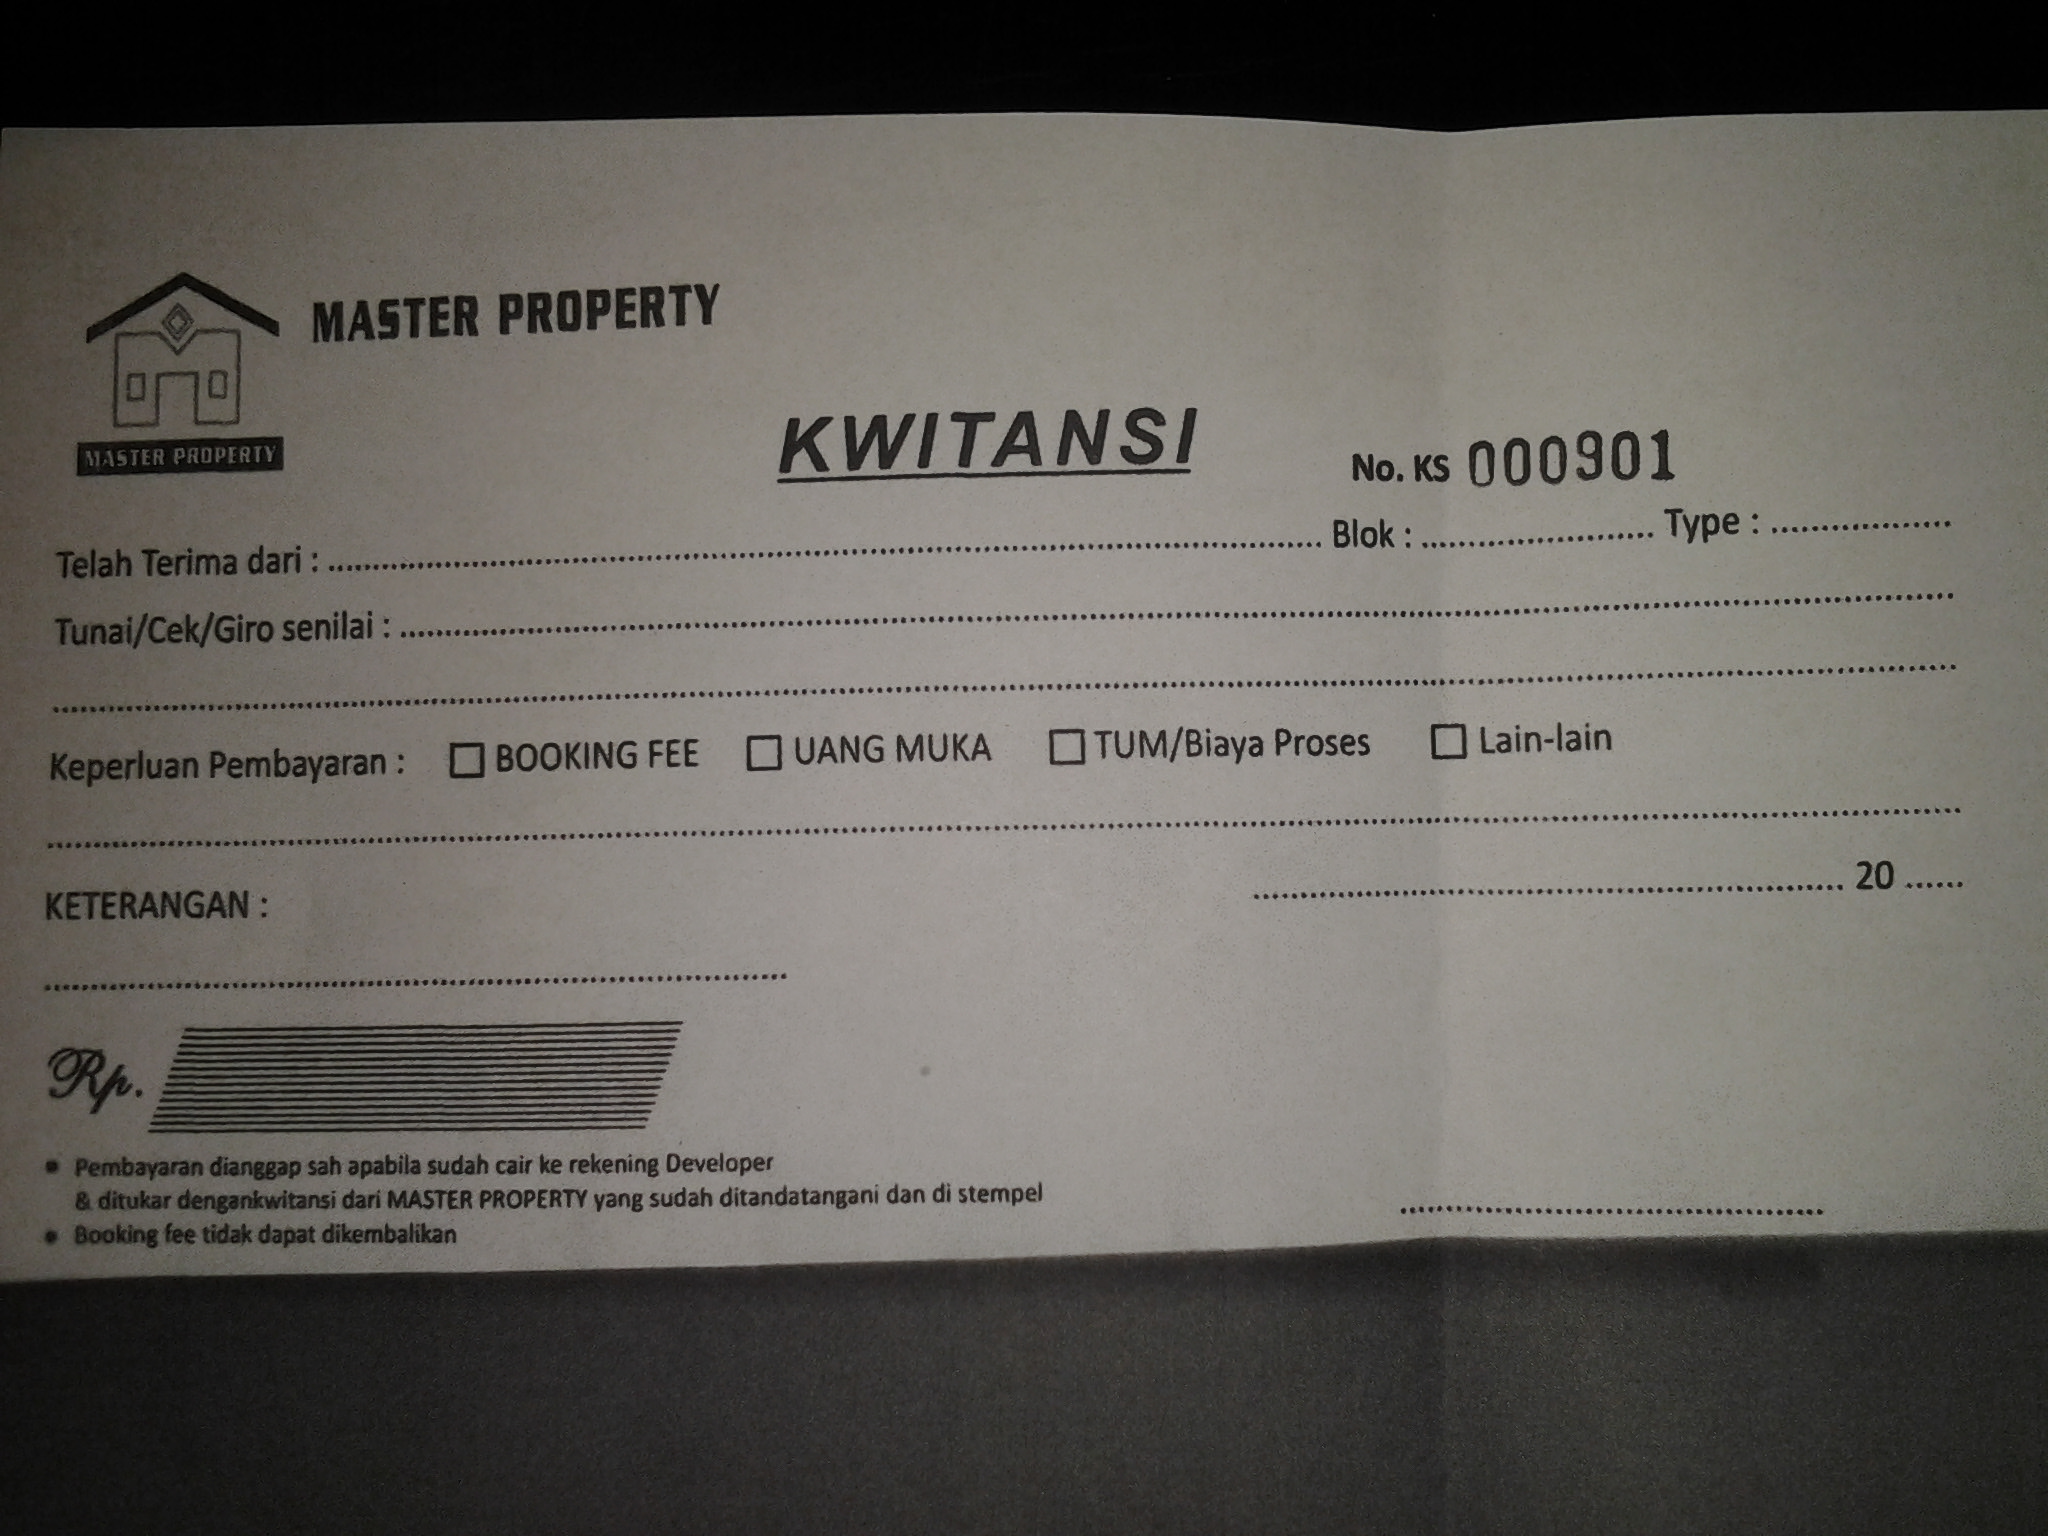 MASTER PROPERTY
MASTER PROPERTY
KWITANSI
No. KS 000901
Telah Terima dari : ........................ Blok : ........................ Type : ........................
Tunai/Cek/Giro senilai : ........................
Keperluan Pembayaran : BOOKING FEE UANG MUKA TUM/Biaya Proses Lain-lain
........................ 20 ......
KETERANGAN :
Rp.
• Pembayaran dianggap sah apabila sudah cair ke rekening Developer
& ditukar dengankwitansi dari MASTER PROPERTY yang sudah ditandatangani dan di stempel
• Booking fee tidak dapat dikembalikan